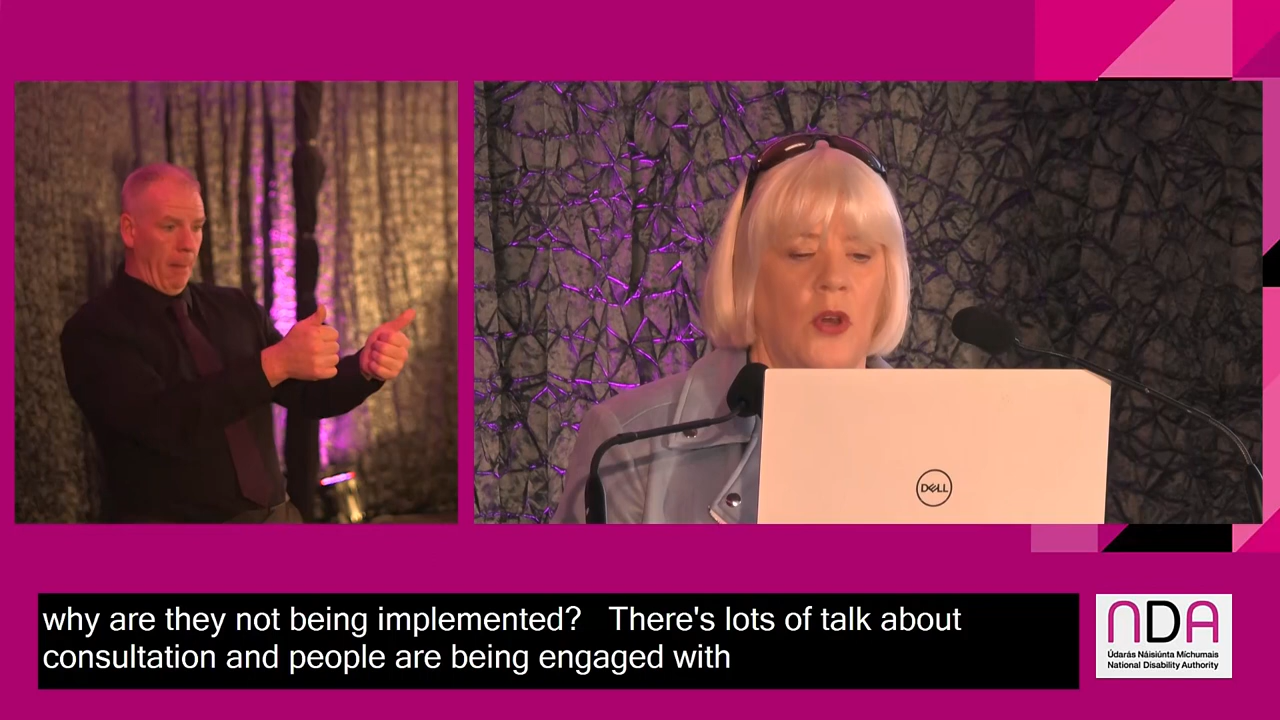 DELL
why are they not being implemented?   There's lots of talk about
consultation and people are being engaged with
NDA
Údarás Náisiúnta Míchumais
National Disability Authority